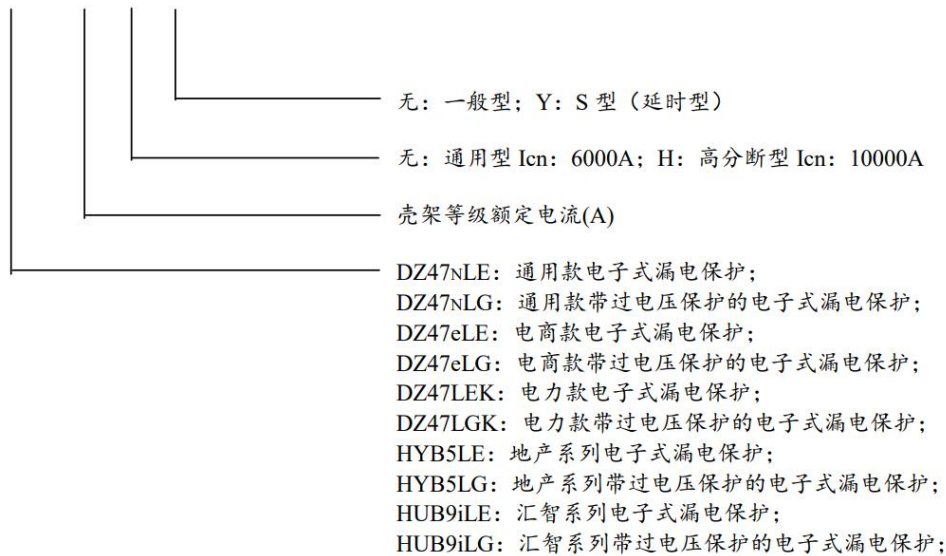 无：一般型；Y：S 型（延时型）
无：通用型 Icn：6000A；H：高分断型 Icn：10000A
壳架等级额定电流(A)
DZ47NLE：通用款电子式漏电保护；
DZ47NLG：通用款带过电压保护的电子式漏电保护；
DZ47eLE：电商款电子式漏电保护；
DZ47eLG：电商款带过电压保护的电子式漏电保护；
DZ47LEK：电力款电子式漏电保护；
DZ47LGK：电力款带过电压保护的电子式漏电保护；
HYB5LE：地产系列电子式漏电保护；
HYB5LG：地产系列带过电压保护的电子式漏电保护；
HUB9iLE：汇智系列电子式漏电保护；
HUB9iLG：汇智系列带过电压保护的电子式漏电保护；